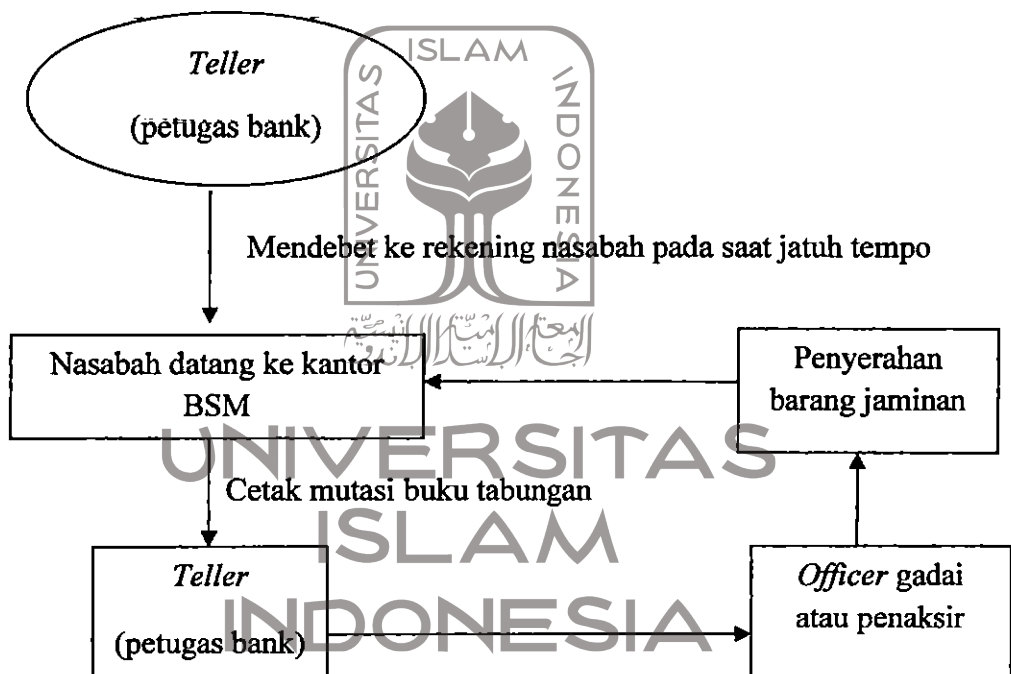 Teller
(petugas bank)
Mendebet ke rekening nasabah pada saat jatuh tempo
Nasabah datang ke kantor
BSM
Penyerahan
barang jaminan
Cetak mutasi buku tabungan
Teller
(petugas bank)
Officer gadai
atau penaksir
UNIVERSITAS
ISLAM
INDONESIA
UNIVERSITAS
ISLAM
INDONESIA